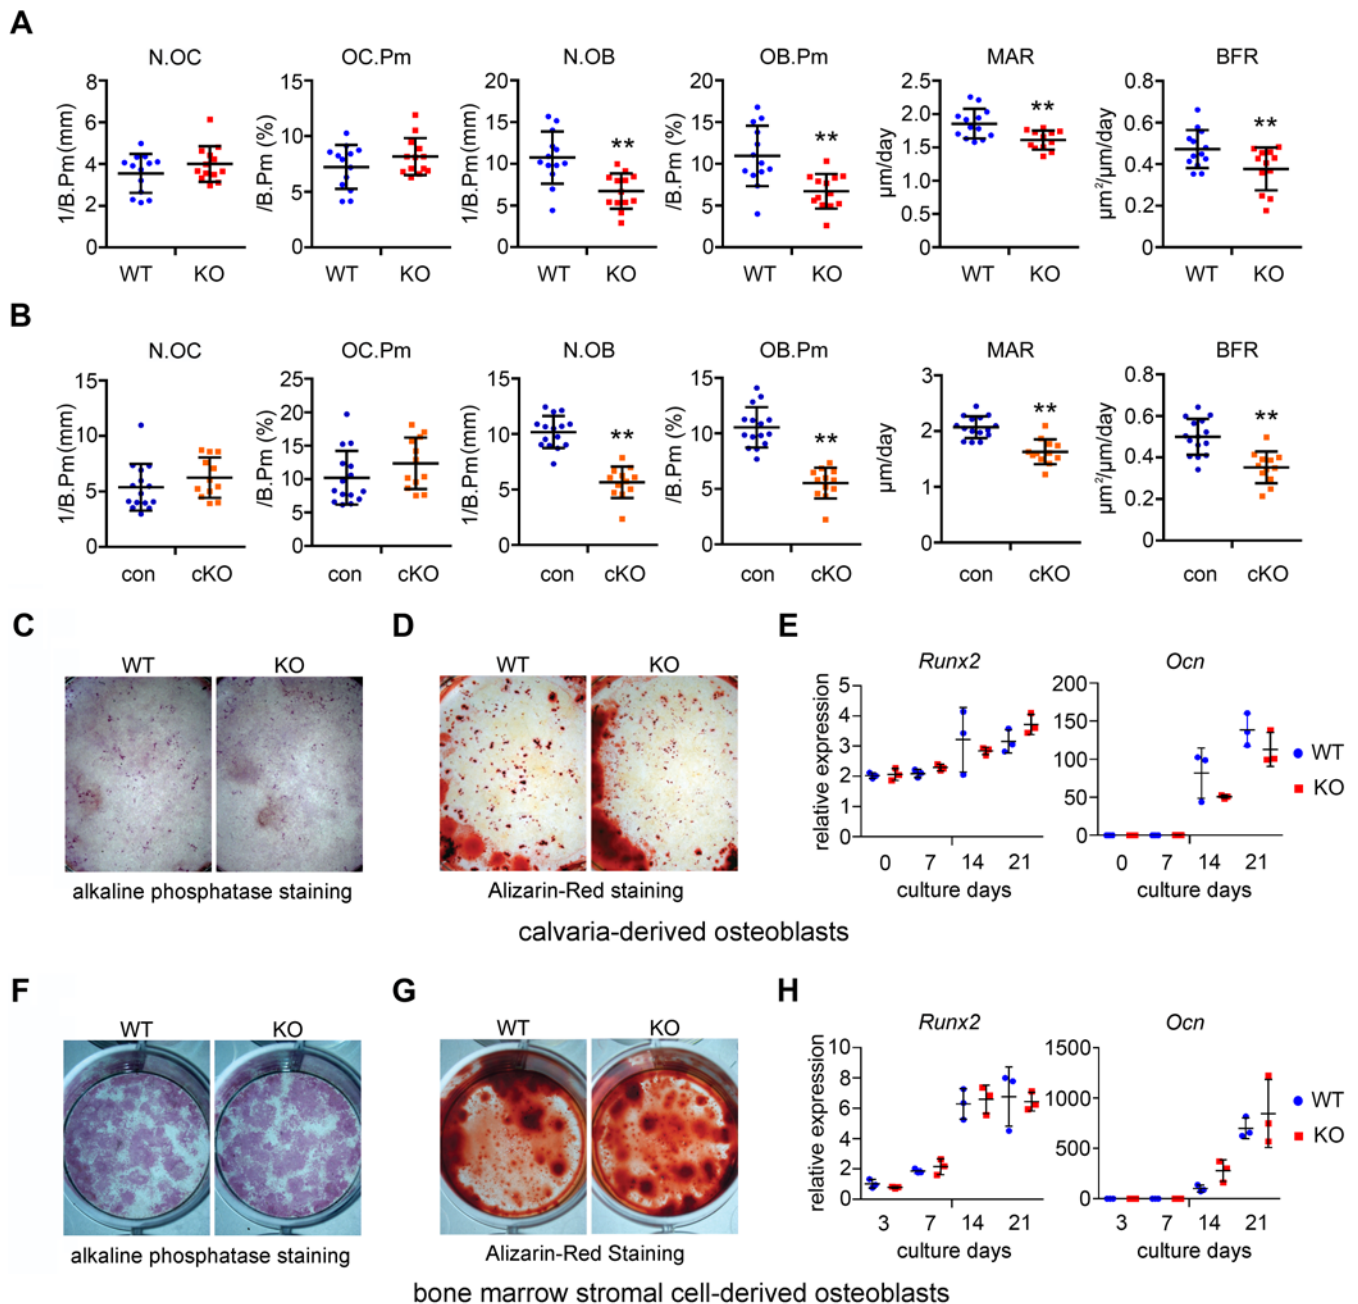 A
N.OC OC.Pm N.OB OB.Pm MAR BFR
1/B.Pm(mm) 8 6 4 2 0 WT KO
/B.Pm (%) 15 10 5 0 WT KO
1/B.Pm(mm) 20 15 10 5 0 ** WT KO
/B.Pm (%) 20 15 10 5 0 ** WT KO
µm/day 2.5 2.0 1.5 1.0 0.5 0 ** WT KO
µm²/µm/day 0.8 0.6 0.4 0.2 0 ** WT KO
B
N.OC OC.Pm N.OB OB.Pm MAR BFR
1/B.Pm(mm) 15 10 5 0 con cKO
/B.Pm (%) 25 20 15 10 5 0 con cKO
1/B.Pm(mm) 15 10 5 0 ** con cKO
/B.Pm (%) 15 10 5 0 ** con cKO
µm/day 3 2 1 0 ** con cKO
µm²/µm/day 0.8 0.6 0.4 0.2 0 ** con cKO
C
WT KO
alkaline phosphatase staining
D
WT KO
Alizarin-Red staining
E
Runx2
relative expression 5 4 3 2 1 0
0 7 14 21
culture days
Ocn
200 150 100 50 0
0 7 14 21
culture days
WT
KO
calvaria-derived osteoblasts
F
WT KO
alkaline phosphatase staining
G
WT KO
Alizarin-Red Staining
H
Runx2
relative expression 10 8 6 4 2 0
3 7 14 21
culture days
Ocn
1500 1000 500 0
3 7 14 21
culture days
WT
KO
bone marrow stromal cell-derived osteoblasts